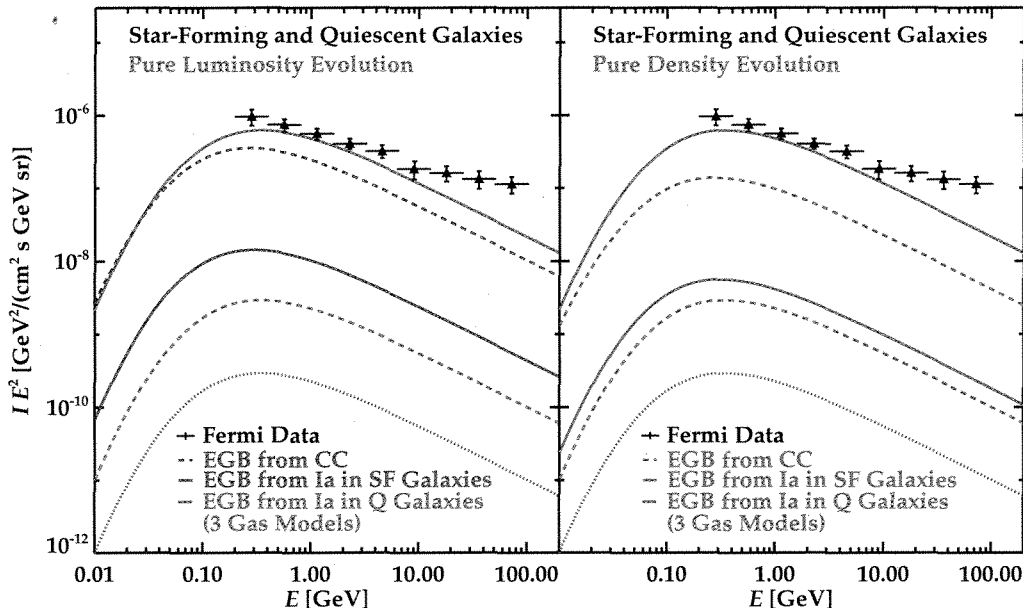 Star-Forming and Quiescent Galaxies
Pure Luminosity Evolution
Star-Forming and Quiescent Galaxies
Pure Density Evolution
I E² [GeV²/(cm² s GeV sr)]
10⁻⁶
10⁻⁸
10⁻¹⁰
10⁻¹²
Fermi Data
EGB from CC
EGB from Ia in SF Galaxies
EGB from Ia in Q Galaxies
(3 Gas Models)
Fermi Data
EGB from CC
EGB from Ia in SF Galaxies
EGB from Ia in Q Galaxies
(3 Gas Models)
0.01 0.10 1.00 10.00 100.00
0.10 1.00 10.00 100.00
E [GeV]
E [GeV]